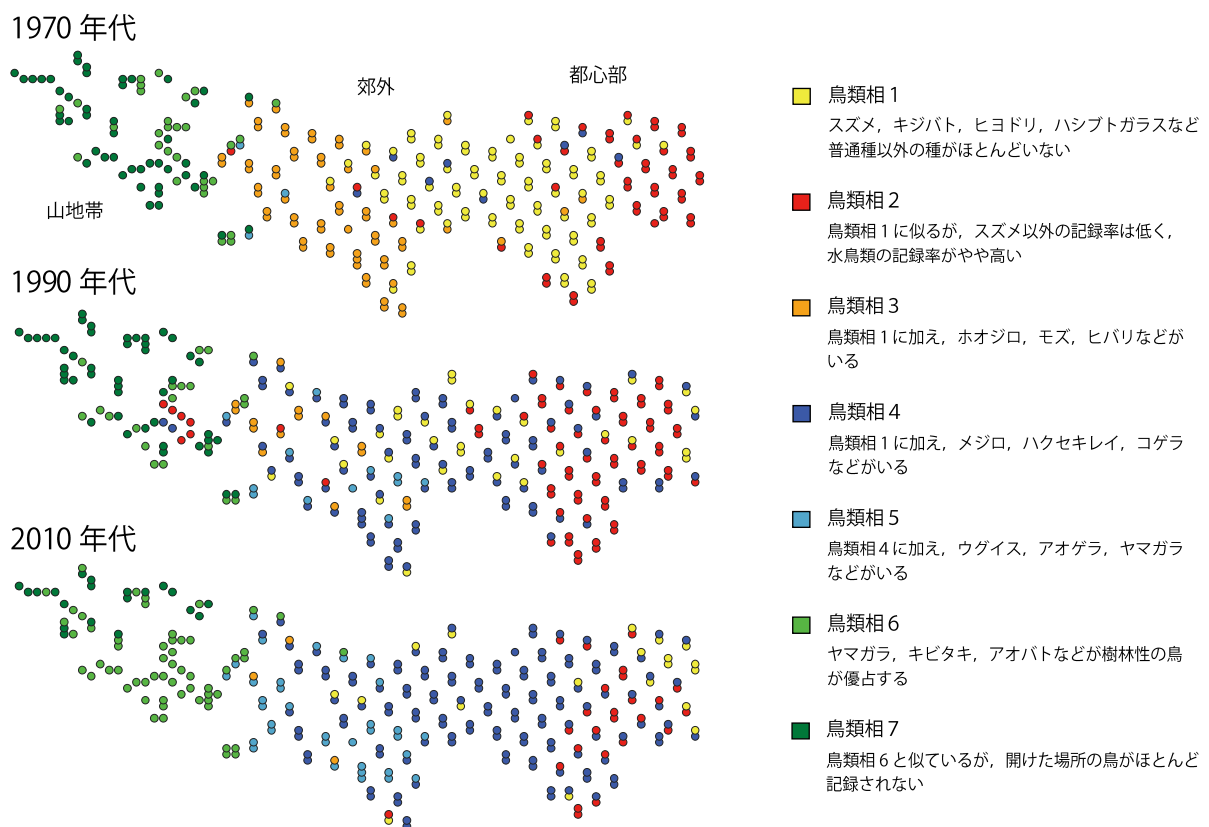 1970 年代
郊外
都心部
山地帯
1990 年代
2010 年代
鳥類相 1
スズメ，キジバト，ヒヨドリ，ハシブトガラスなど
普通種以外の種がほとんどいない
鳥類相 2
鳥類相 1 に似るが，スズメ以外の記録率は低く，
水鳥類の記録率がやや高い
鳥類相 3
鳥類相 1 に加え，ホオジロ，モズ，ヒバリなどが
いる
鳥類相 4
鳥類相 1 に加え，メジロ，ハクセキレイ，コゲラ
などがいる
鳥類相 5
鳥類相 4 に加え，ウグイス，アオゲラ，ヤマガラ
などがいる
鳥類相 6
ヤマガラ，キビタキ，アオバトなどが樹林性の鳥
が優占する
鳥類相 7
鳥類相 6 と似ているが，開けた場所の鳥がほとんど
記録されない